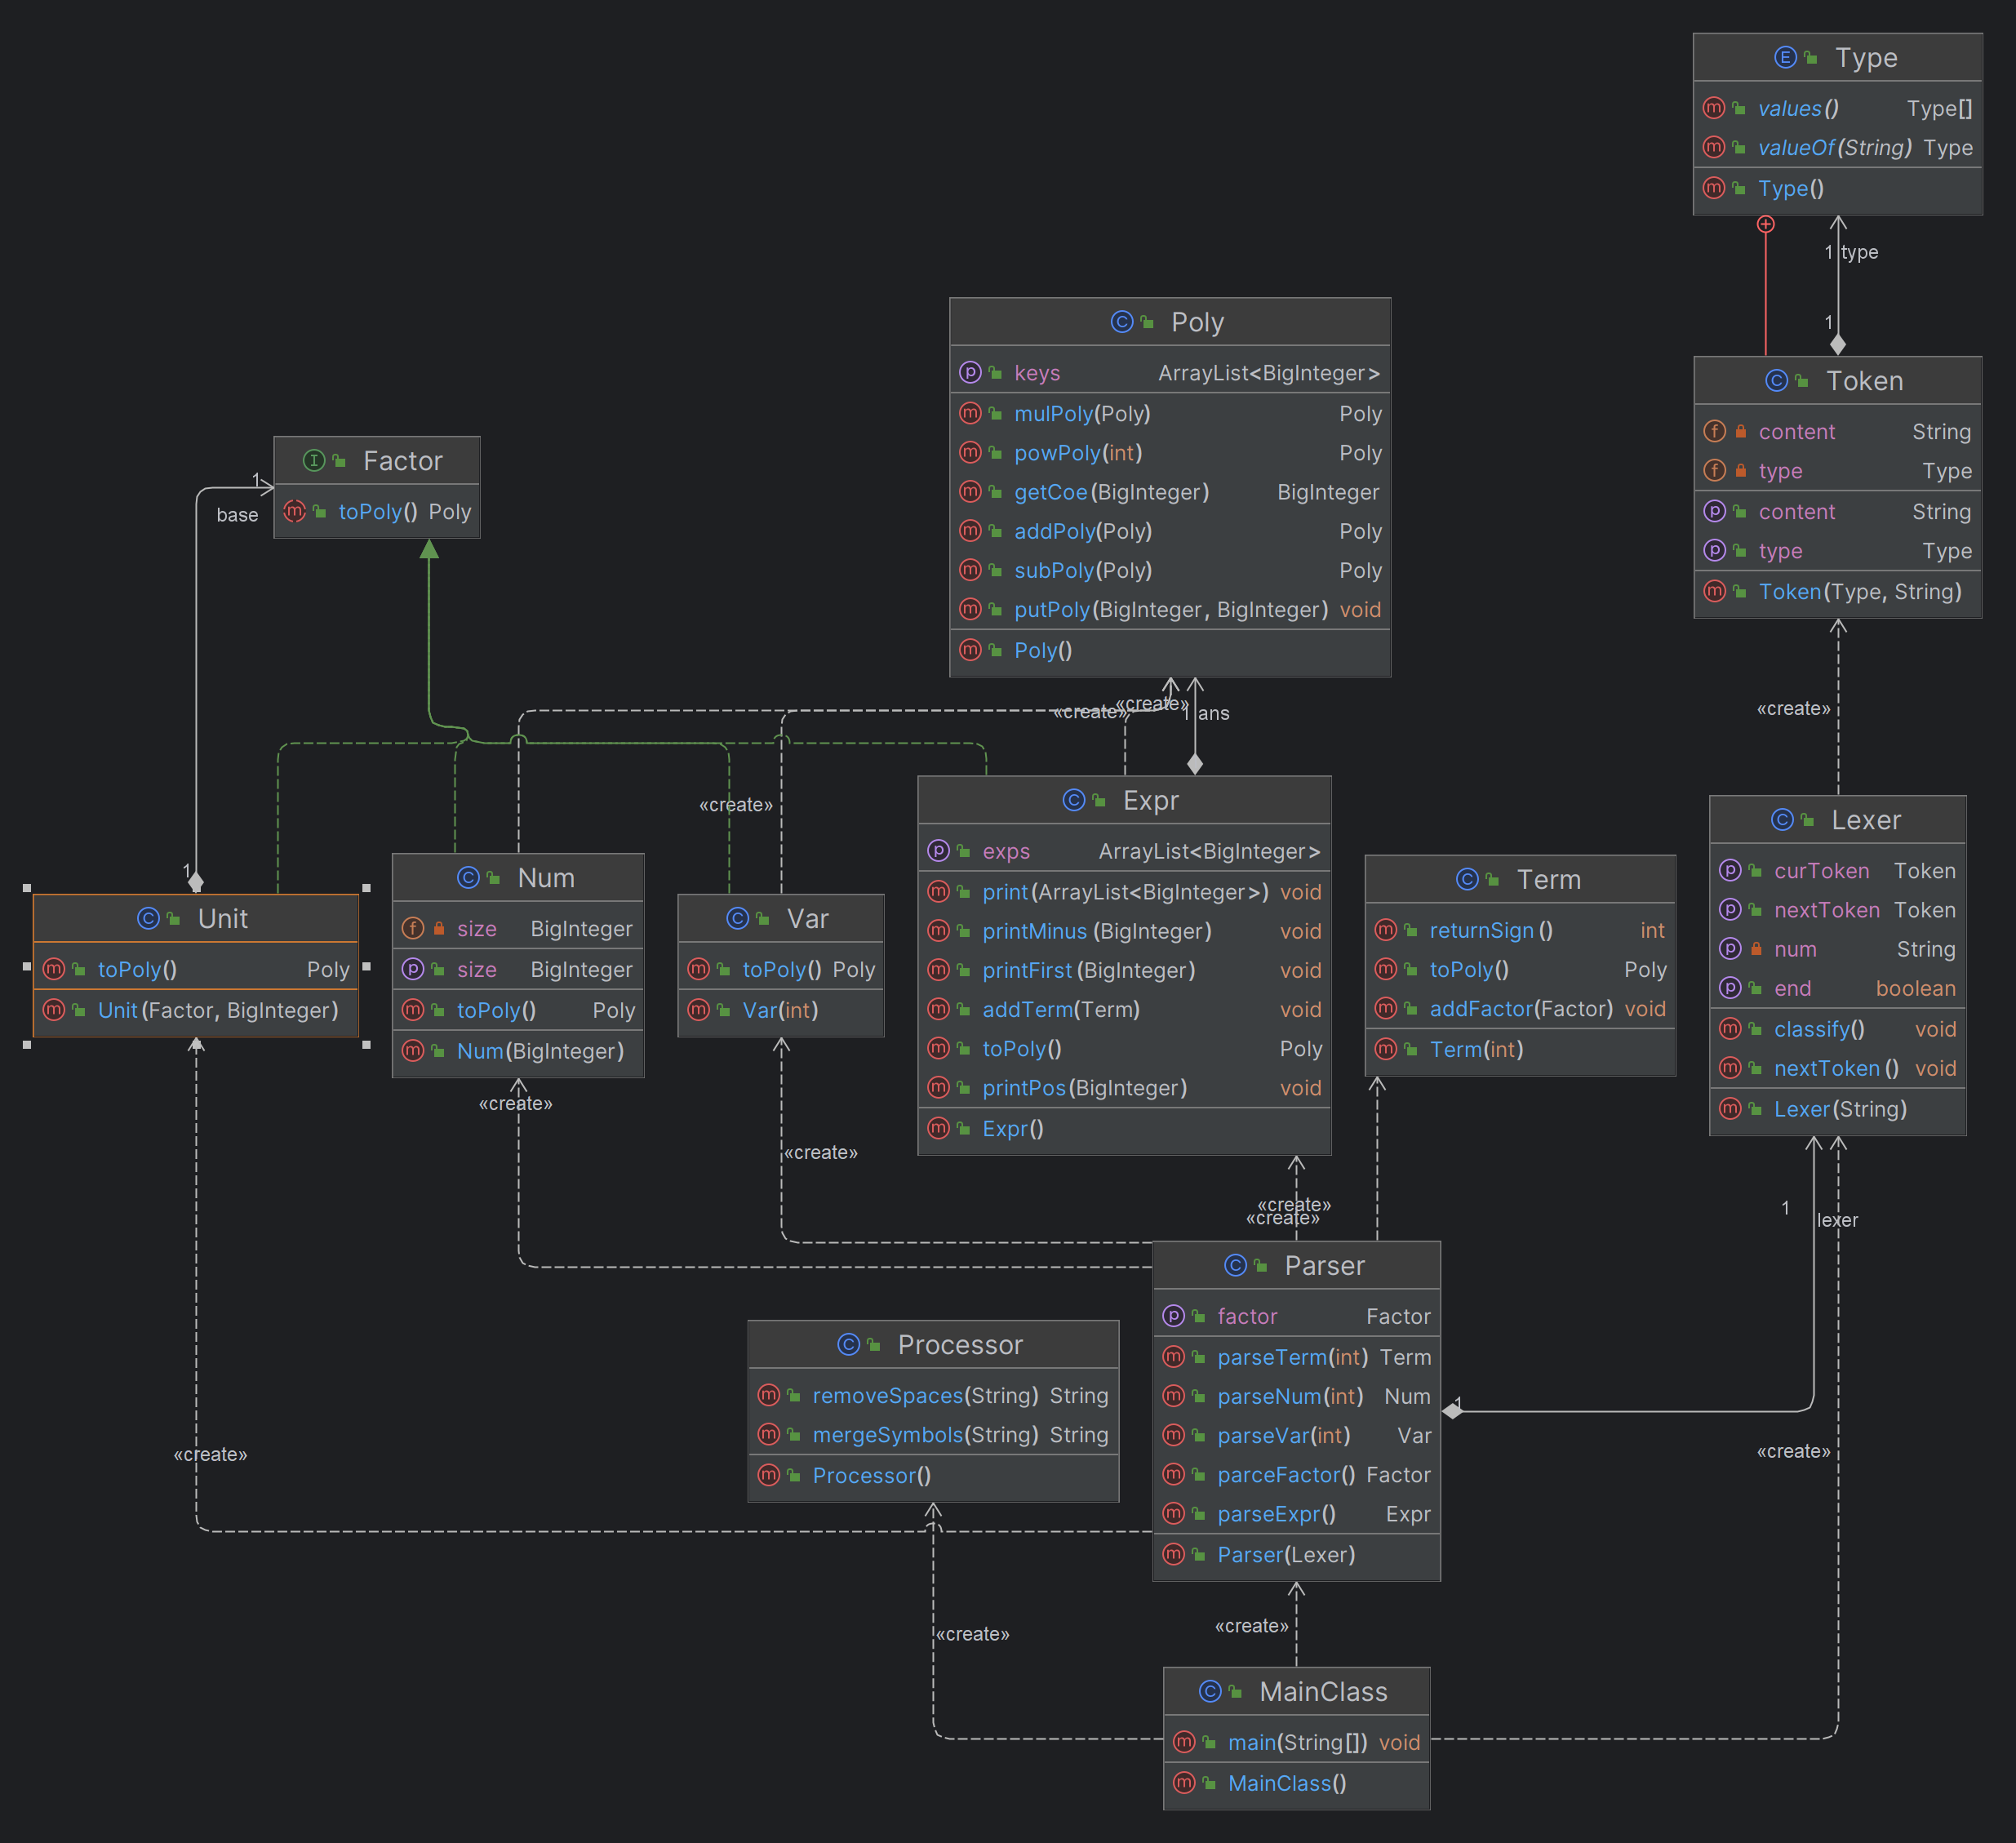 Type
values() Type[]
valueOf(String) Type
Type()
1 type
1
Poly
keys ArrayList<BigInteger>
mulPoly(Poly) Poly
powPoly(int) Poly
getCoe(BigInteger) BigInteger
addPoly(Poly) Poly
subPoly(Poly) Poly
putPoly(BigInteger, BigInteger) void
Poly()
Token
content String
type Type
content String
type Type
Token(Type, String)
Factor
toPoly() Poly
1
base
«create»
«create»
1 ans
«create»
«create»
Expr
exps ArrayList<BigInteger>
print(ArrayList<BigInteger>) void
printMinus(BigInteger) void
printFirst(BigInteger) void
addTerm(Term) void
toPoly() Poly
printPos(BigInteger) void
Expr()
Lexer
curToken Token
nextToken Token
num String
end boolean
classify() void
nextToken() void
Lexer(String)
1
Unit
toPoly() Poly
Unit(Factor, BigInteger)
Num
size BigInteger
size BigInteger
toPoly() Poly
Num(BigInteger)
Var
toPoly() Poly
Var(int)
Term
returnSign() int
toPoly() Poly
addFactor(Factor) void
Term(int)
«create»
«create»
«create»
«create»
1
lexer
Parser
factor Factor
parseTerm(int) Term
parseNum(int) Num
parseVar(int) Var
parceFactor() Factor
parseExpr() Expr
Parser(Lexer)
1
Processor
removeSpaces(String) String
mergeSymbols(String) String
Processor()
«create»
«create»
«create»
«create»
MainClass
main(String[]) void
MainClass()